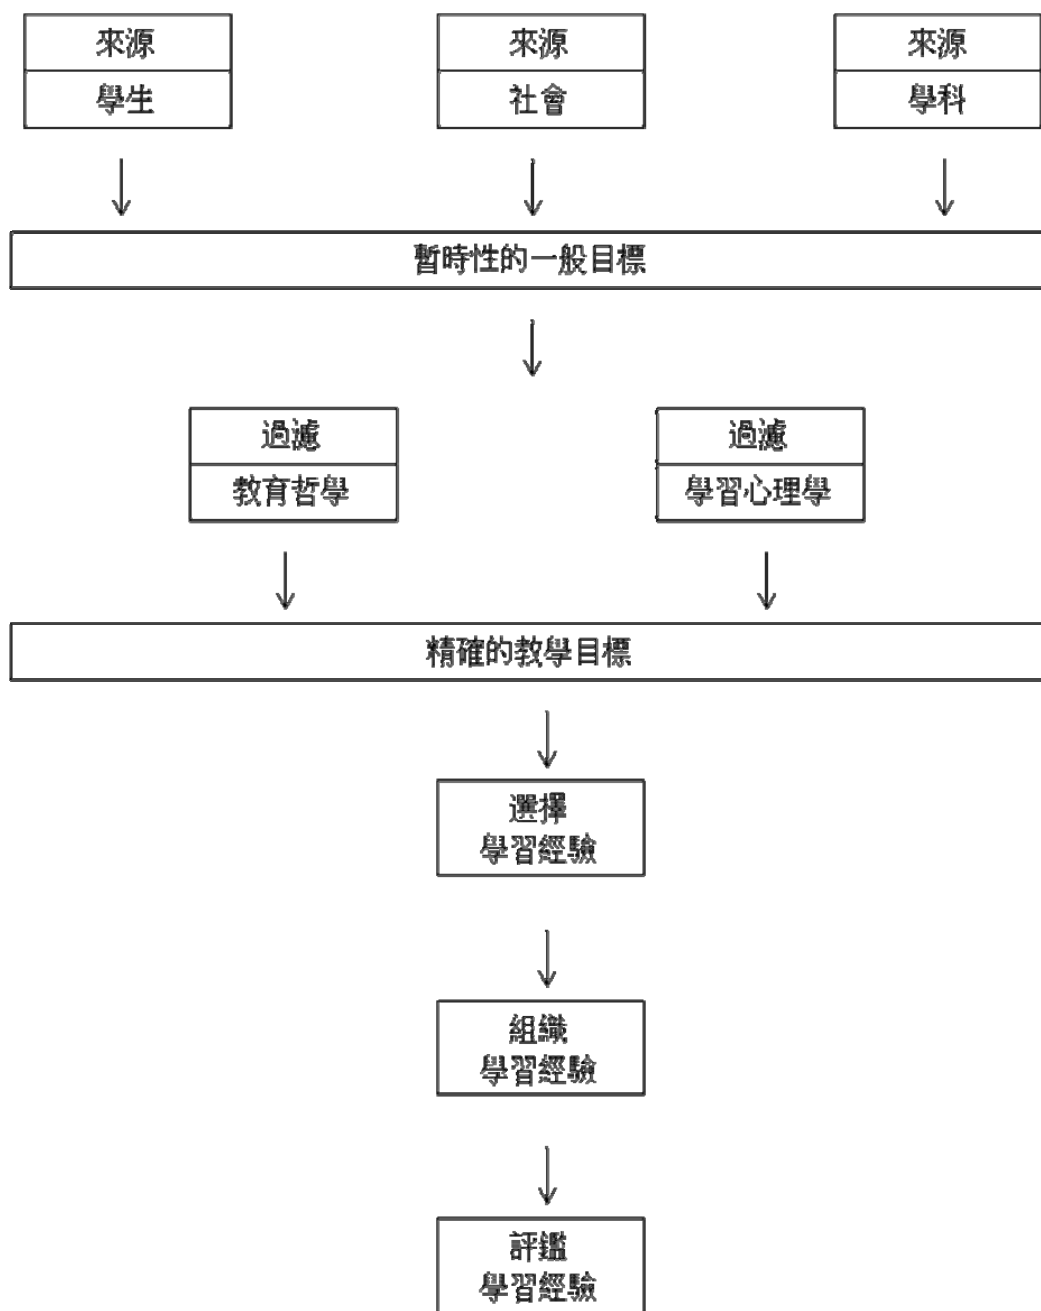 來源
學生
來源
社會
來源
學科
暫時性的一般目標
過濾
教育哲學
過濾
學習心理學
精確的教學目標
選擇
學習經驗
組織
學習經驗
評鑑
學習經驗